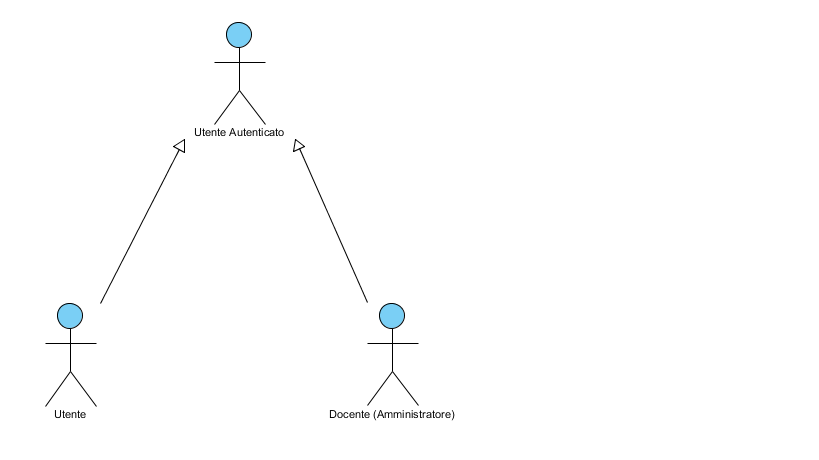 Utente Autenticato
Utente
Docente (Amministratore)